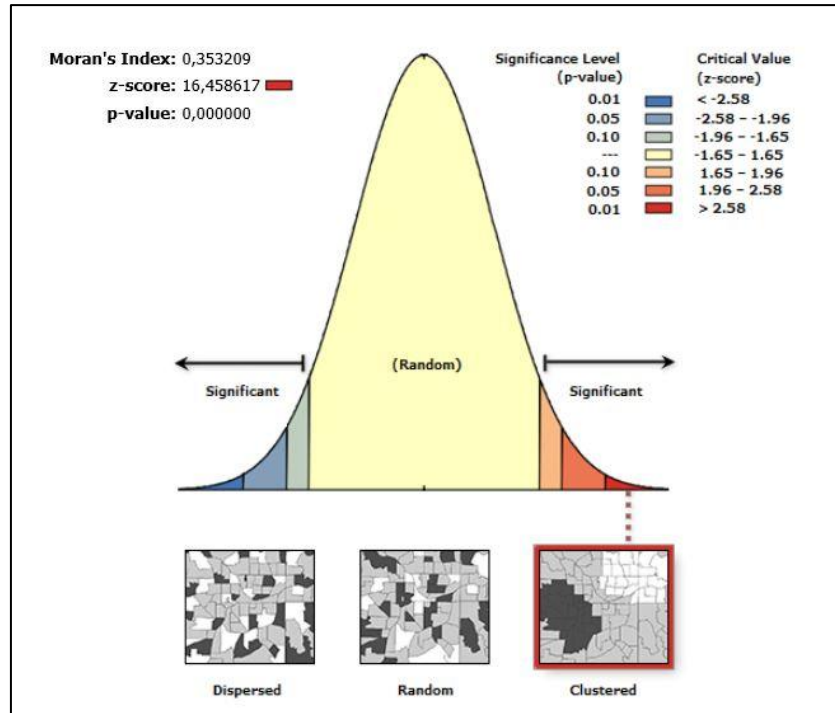 Moran's Index: 0,353209
z-score: 16,458617
p-value: 0,000000
Significance Level Critical Value
(p-value) (z-score)
0.01 < -2.58
0.05 -2.58 – -1.96
0.10 -1.96 – -1.65
--- -1.65 – 1.65
0.10 1.65 – 1.96
0.05 1.96 – 2.58
0.01 > 2.58
(Random)
Significant Significant
Dispersed Random Clustered